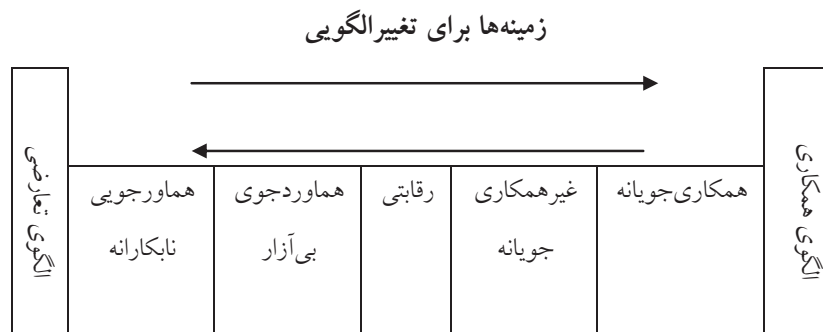 زمینه‌ها برای تغییرالگویی
الگوی همکاری
همکاری‌جویانه
غیرهمکاری
جویانه
رقابتی
هماوردجوی
بی‌آزار
هماورجویی
نابکارانه
الگوی تعارضی